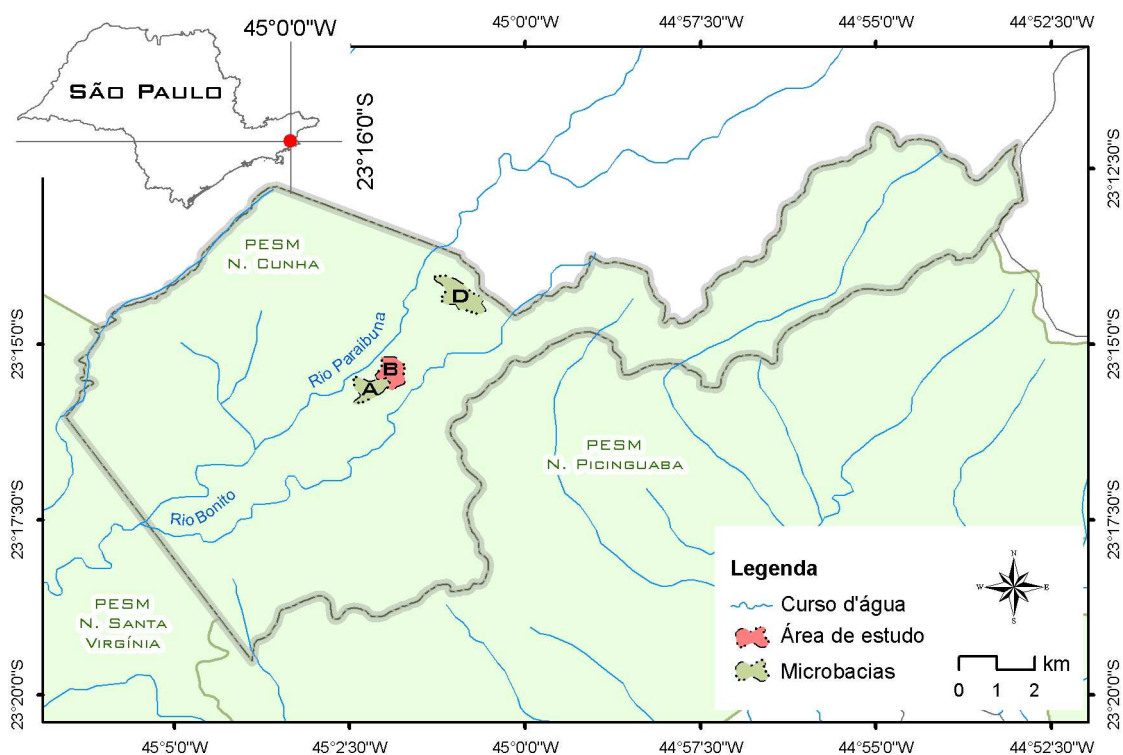 45°0'0"W
SÃO PAULO
23°16'0"S
45°0'0"W 44°57'30"W 44°55'0"W 44°52'30"W
23°12'30"S
23°12'30"S
PESM
N. CUNHA
D
Rio Paraibuna
23°15'0"S
23°15'0"S
B
A
PESM
N. PICINGUABA
Rio Bonito
23°17'30"S
23°17'30"S
PESM
N. SANTA
VIRGÍNIA
Legenda
Curso d'água
Área de estudo
Microbacias
N
W E
S
km
0 1 2
23°20'0"S
23°20'0"S
45°5'0"W 45°2'30"W 45°0'0"W 44°57'30"W 44°55'0"W 44°52'30"W